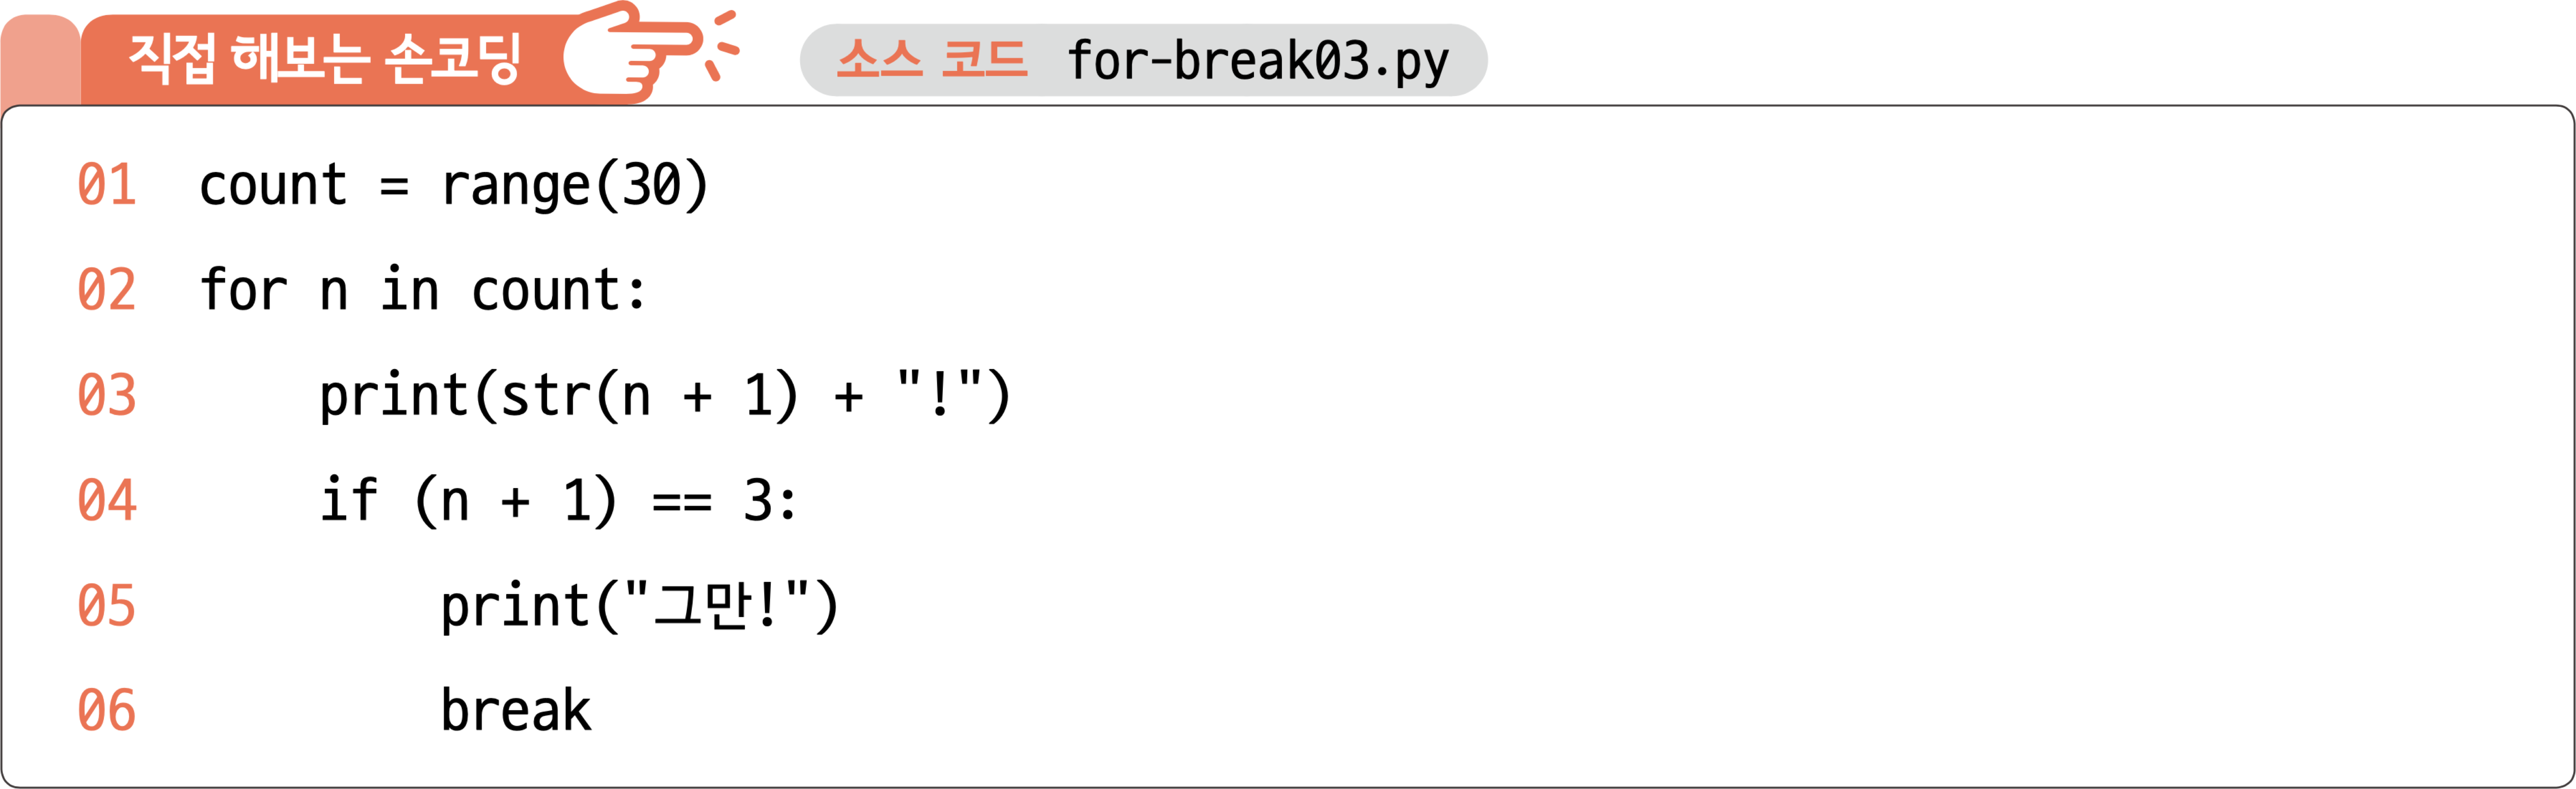 직접 해보는 손코딩
소스 코드 for-break03.py
01 count = range(30)
02 for n in count:
03     print(str(n + 1) + "!")
04     if (n + 1) == 3:
05         print("그만!")
06         break